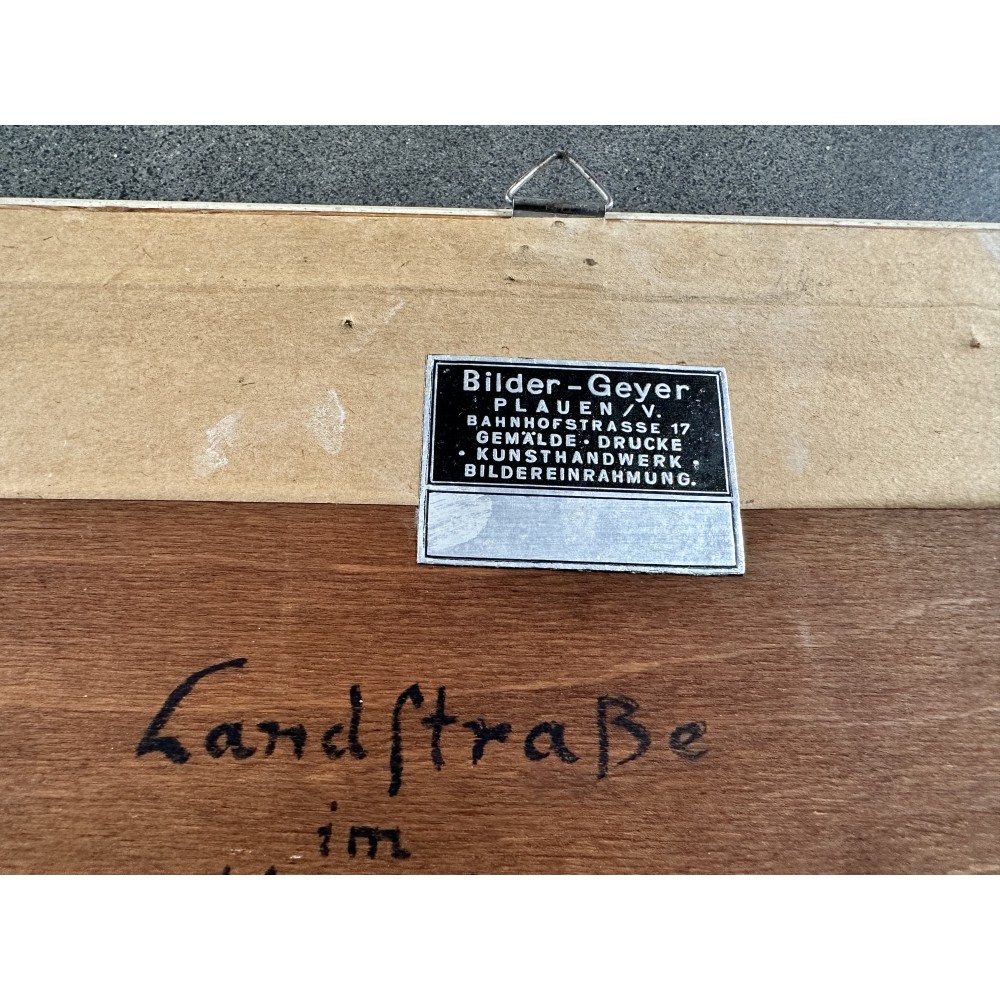 Bilder-Geyer
PLAUEN/V.
BAHNHOFSTRASSE 17
GEMÄLDE · DRUCKE
· KUNSTHANDWERK ·
BILDEREINRAHMUNG.
Landſtraße
im